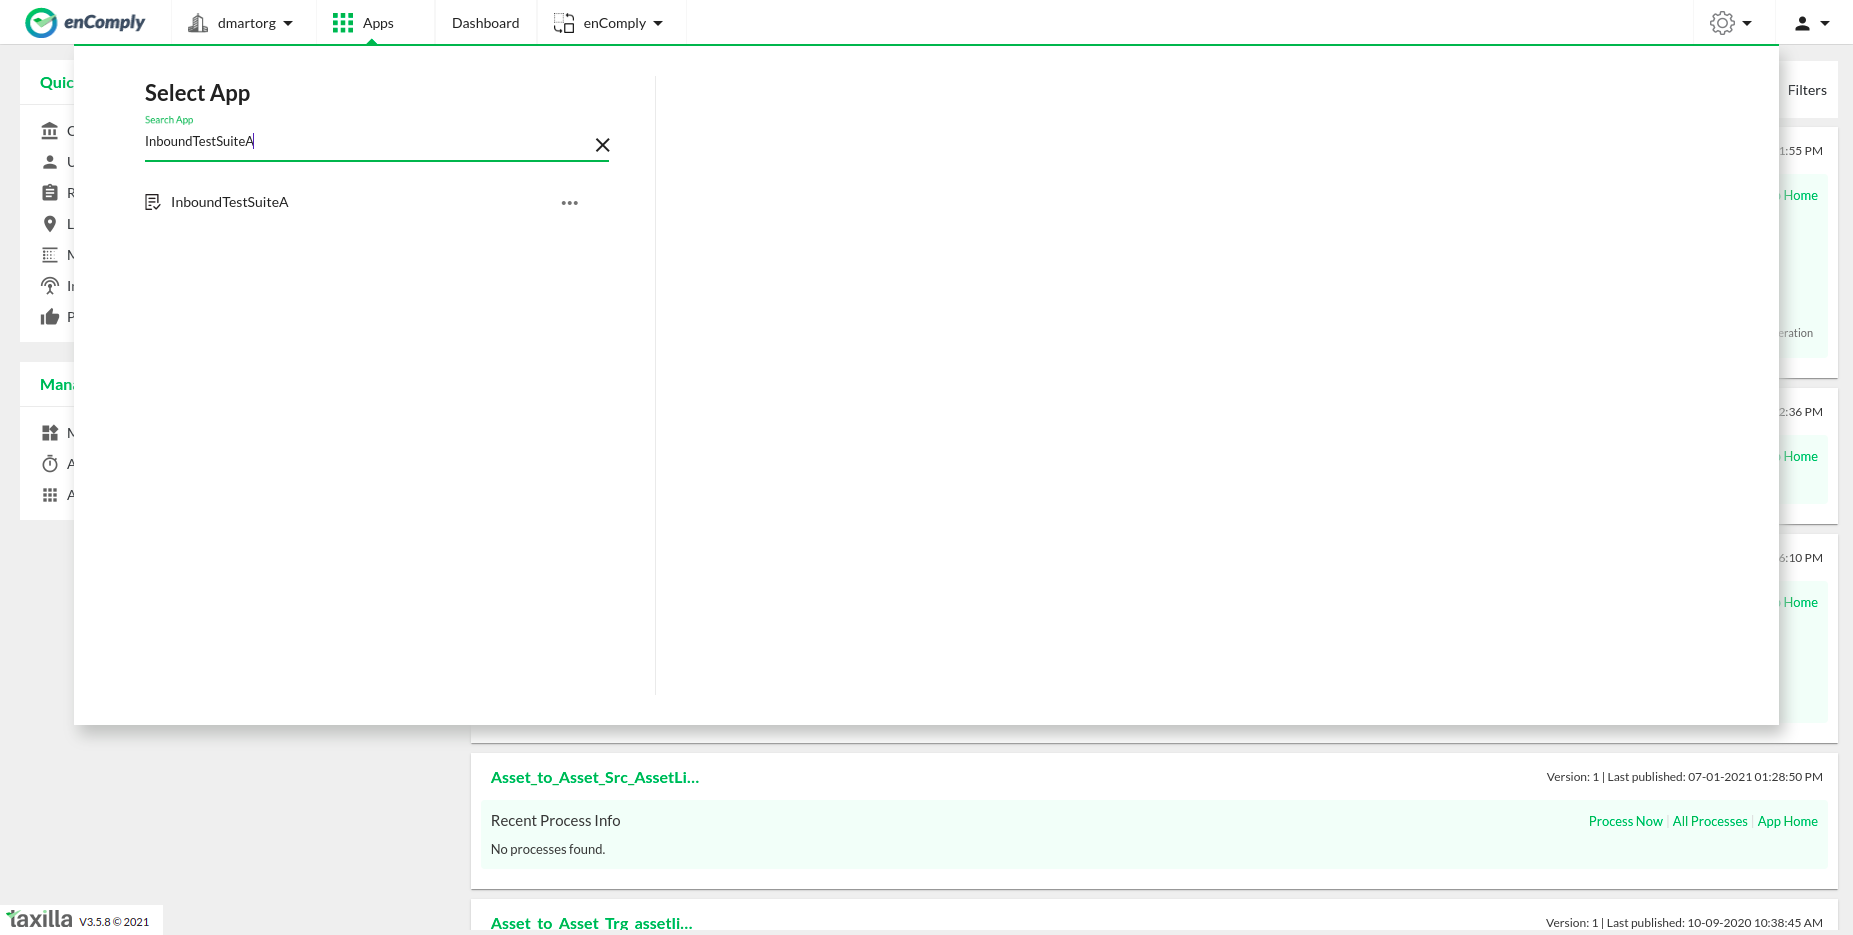 enComply
dmartorg
Apps
Dashboard
enComply
Quic
Select App
Search App
InboundTestSuiteA
InboundTestSuiteA
Filters
1:55 PM
Home
eration
Mana
2:36 PM
Home
6:10 PM
Home
Asset_to_Asset_Src_AssetLi...
Version: 1 | Last published: 07-01-2021 01:28:50 PM
Recent Process Info
Process Now | All Processes | App Home
No processes found.
Asset_to_Asset_Trg_assetli...
Version: 1 | Last published: 10-09-2020 10:38:45 AM
taxilla V3.5.8 © 2021